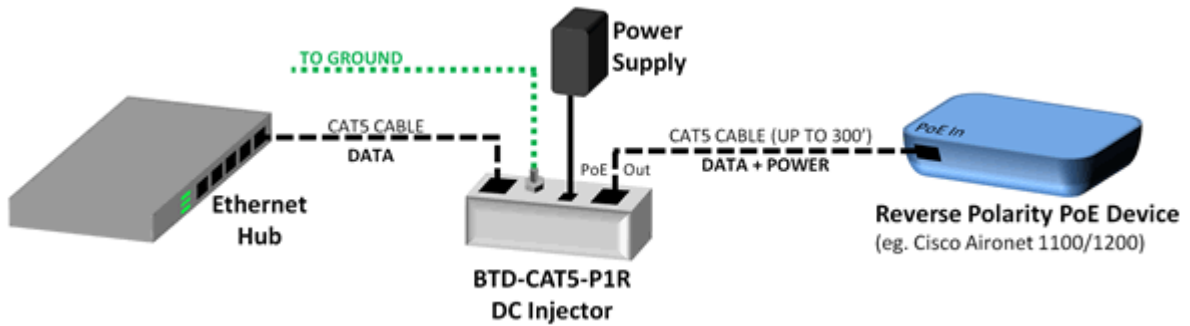 Power
Supply
TO GROUND
CAT5 CABLE
DATA
CAT5 CABLE (UP TO 300')
DATA + POWER
PoE In
PoE Out
Ethernet
Hub
Reverse Polarity PoE Device
(eg. Cisco Aironet 1100/1200)
BTD-CAT5-P1R
DC Injector